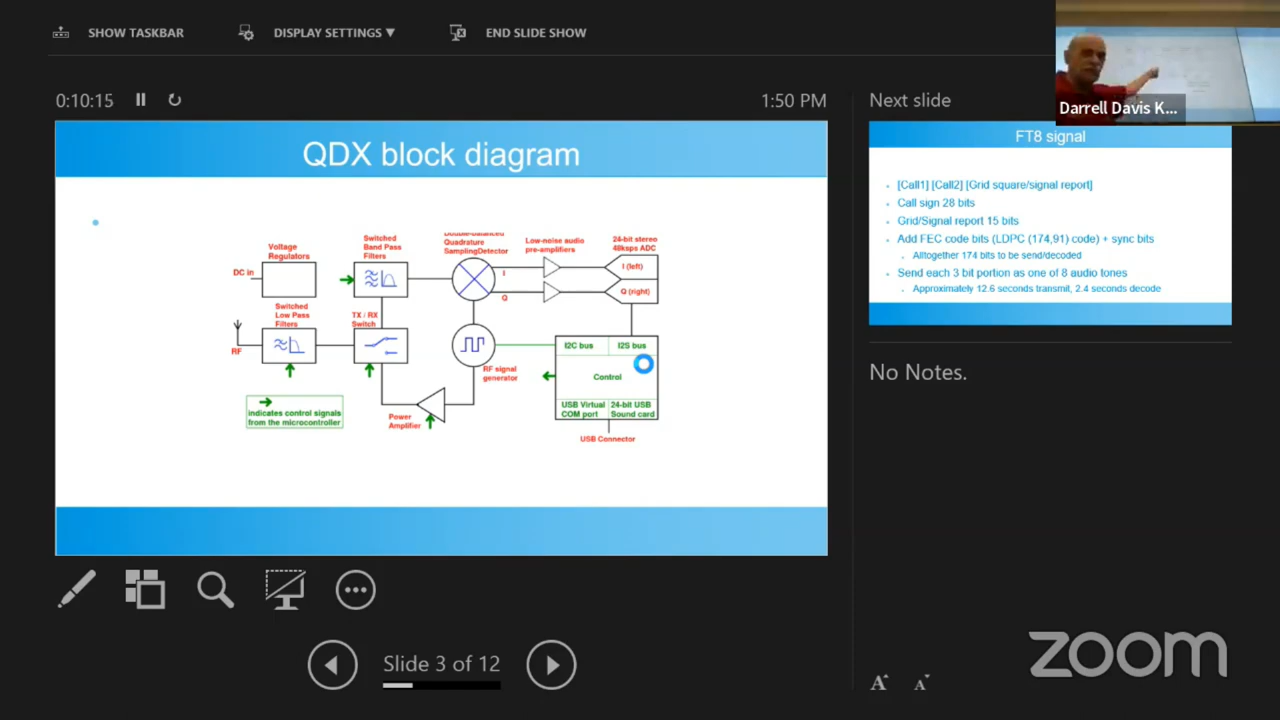 SHOW TASKBAR
DISPLAY SETTINGS ▼
END SLIDE SHOW
0:10:15
1:50 PM
Next slide
Darrell Davis K...
QDX block diagram
Voltage
Regulators
DC in
Switched
Band Pass
Filters
Double-balanced
Quadrature
SamplingDetector
I
Q
Low-noise audio
pre-amplifiers
24-bit stereo
48ksps ADC
I (left)
Q (right)
Switched
Low Pass
Filters
RF
TX / RX
Switch
RF signal
generator
I2C bus
I2S bus
Control
USB Virtual
COM port
24-bit USB
Sound card
USB Connector
Power
Amplifier
indicates control signals
from the microcontroller
FT8 signal
[Call1] [Call2] [Grid square/signal report]
Call sign 28 bits
Grid/Signal report 15 bits
Add FEC code bits (LDPC (174,91) code) + sync bits
Alltogether 174 bits to be send/decoded
Send each 3 bit portion as one of 8 audio tones
Approximately 12.6 seconds transmit, 2.4 seconds decode
No Notes.
Slide 3 of 12
A A
zoom